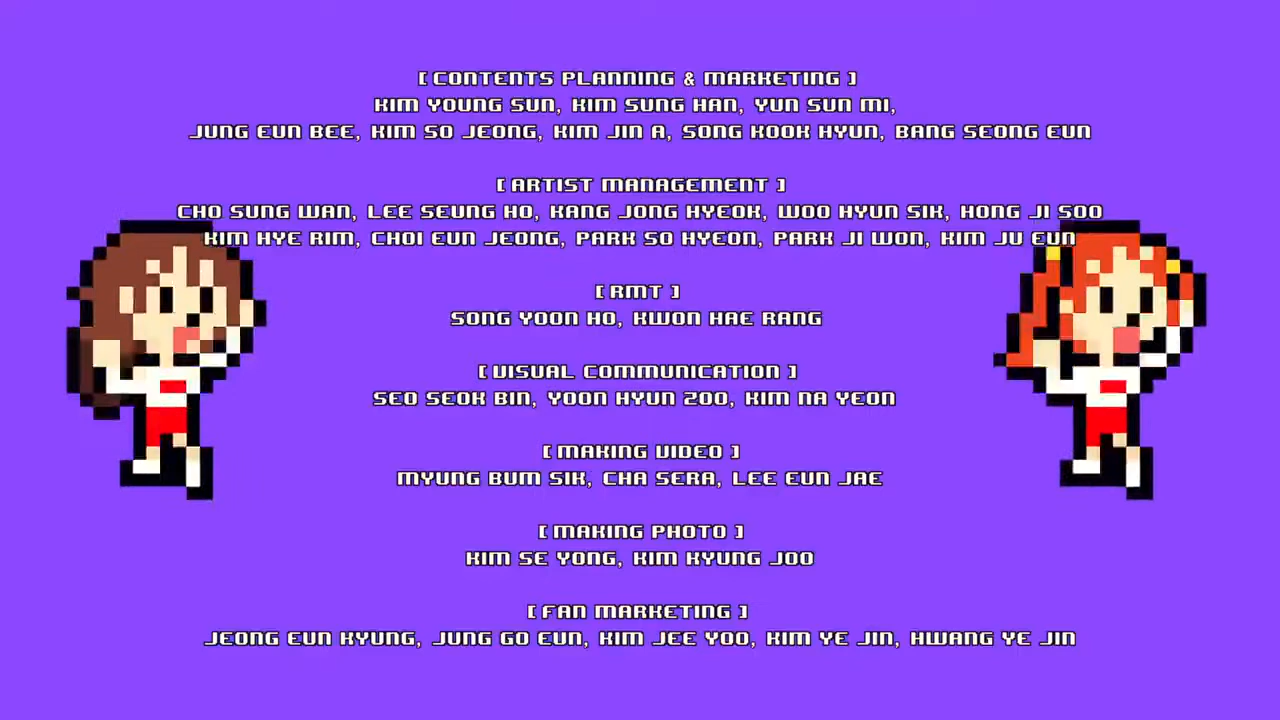 [ CONTENTS PLANNING & MARKETING ]
KIM YOUNG SUN, KIM SUNG HAN, YUN SUN MI,
JUNG EUN BEE, KIM SO JEONG, KIM JIN A, SONG KOOK HYUN, BANG SEONG EUN
[ ARTIST MANAGEMENT ]
CHO SUNG WAN, LEE SEUNG HO, KANG JONG HYEOK, WOO HYUN SIK, HONG JI SOO
KIM HYE RIM, CHOI EUN JEONG, PARK SO HYEON, PARK JI WON, KIM JU EUN
[ RMT ]
SONG YOON HO, KWON HAE RANG
[ VISUAL COMMUNICATION ]
SEO SEOK BIN, YOON HYUN ZOO, KIM NA YEON
[ MAKING VIDEO ]
MYUNG BUM SIK, CHA SERA, LEE EUN JAE
[ MAKING PHOTO ]
KIM SE YONG, KIM KYUNG JOO
[ FAN MARKETING ]
JEONG EUN KYUNG, JUNG GO EUN, KIM JEE YOO, KIM YE JIN, HWANG YE JIN